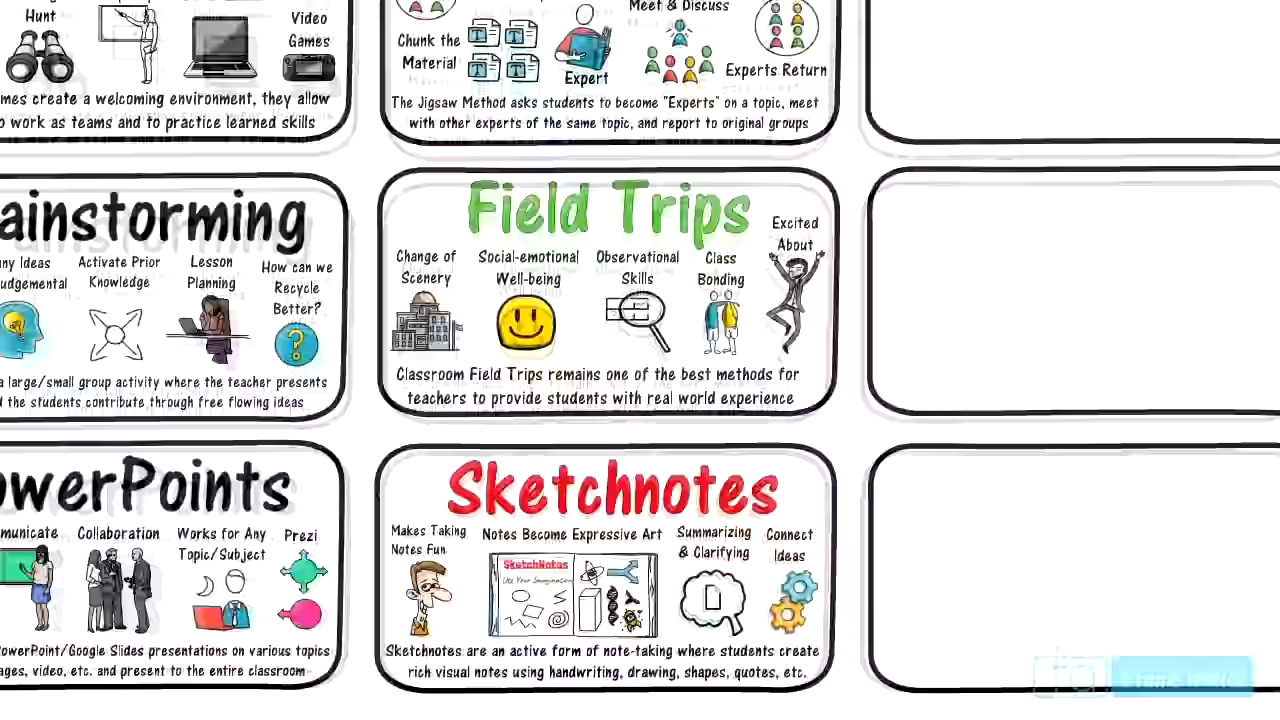 Hunt
Video
Games
mes create a welcoming environment, they allow
o work as teams and to practice learned skills
Meet & Discuss
Chunk the
Material
Expert
Experts Return
The Jigsaw Method asks students to become "Experts" on a topic, meet
with other experts of the same topic, and report to original groups
ainstorming
ny Ideas
udgemental
Activate Prior
Knowledge
Lesson
Planning
How can we
Recycle
Better?
a large/small group activity where the teacher presents
d the students contribute through free flowing ideas
Field Trips
Change of
Scenery
Social-emotional
Well-being
Observational
Skills
Class
Bonding
Excited
About
Classroom Field Trips remains one of the best methods for
teachers to provide students with real world experience
owerPoints
municate
Collaboration
Works for Any
Topic/Subject
Prezi
PowerPoint/Google Slides presentations on various topics
ages, video, etc. and present to the entire classroom
Sketchnotes
Makes Taking
Notes Fun
Notes Become Expressive Art
SketchNotes
Use Your Imagination
Summarizing
& Clarifying
Connect
Ideas
Sketchnotes are an active form of note-taking where students create
rich visual notes using handwriting, drawing, shapes, quotes, etc.